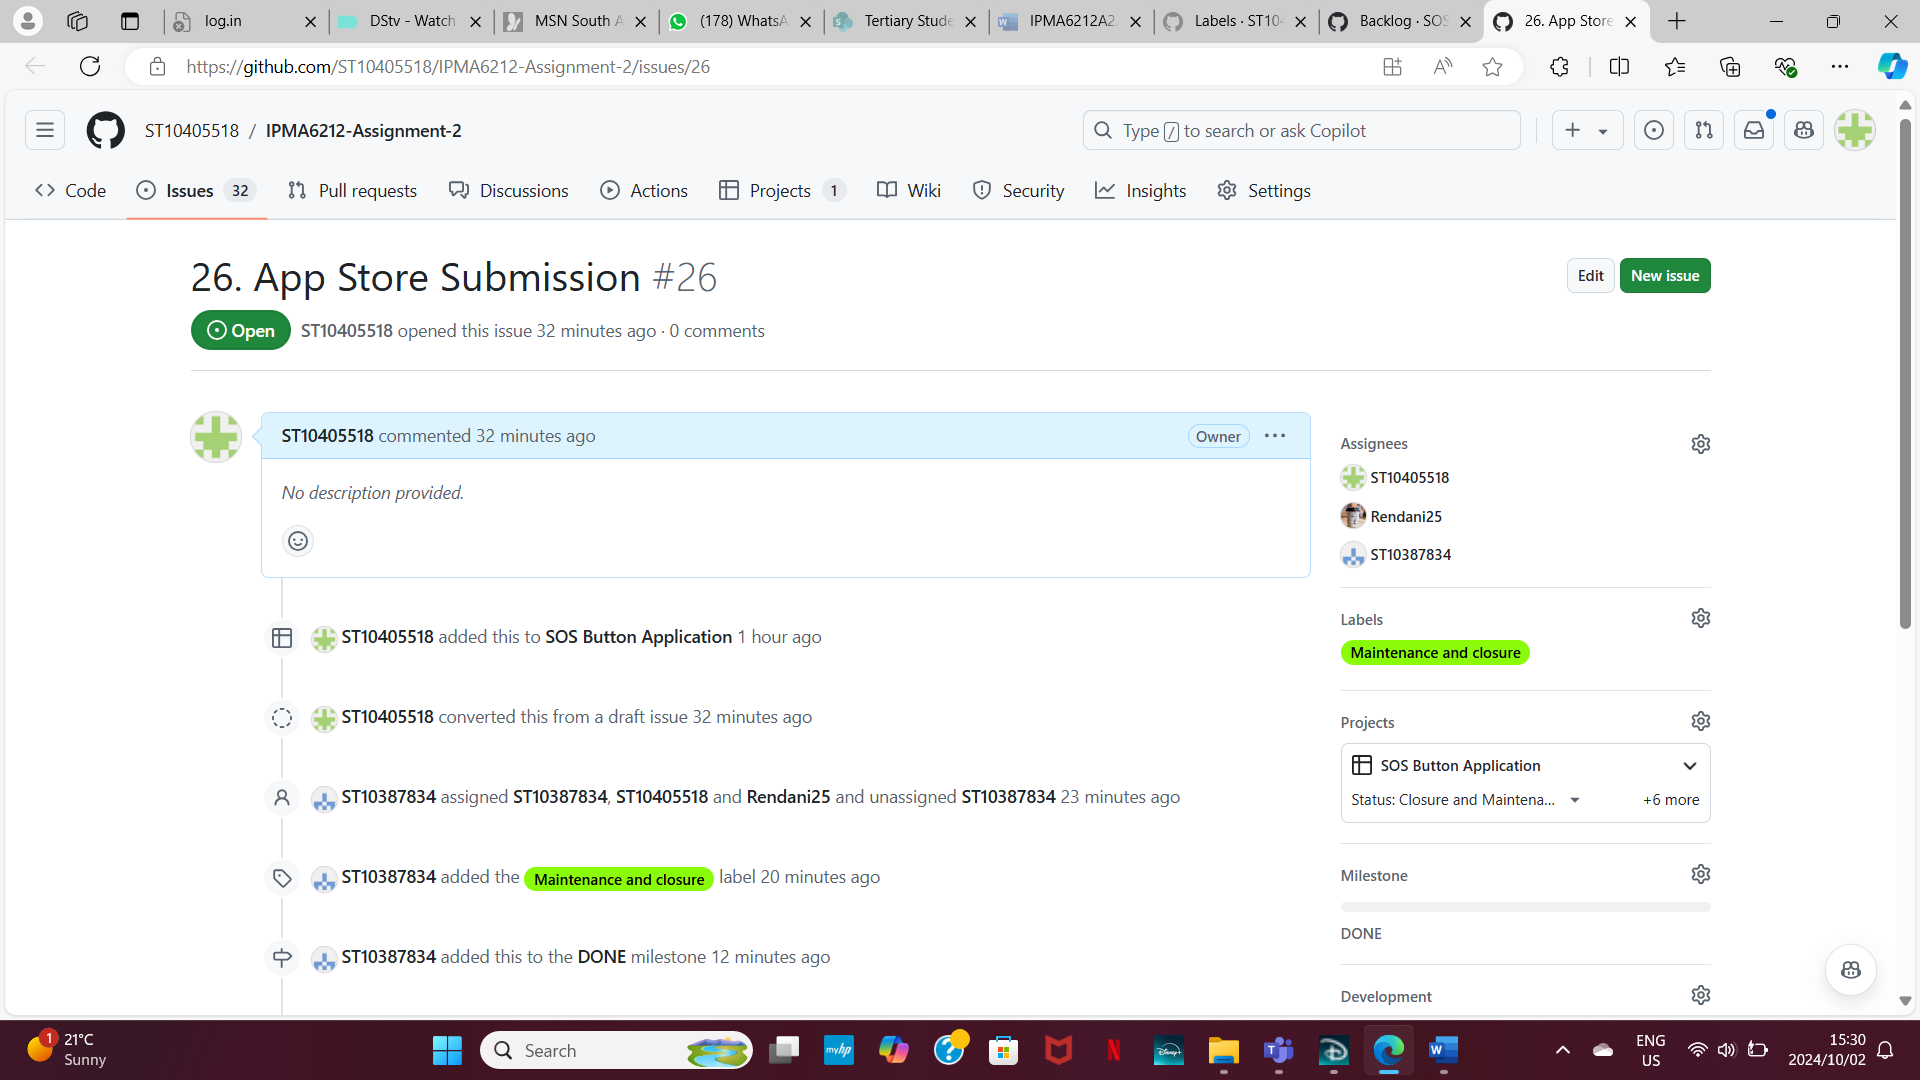 log.in
DStv - Watch
MSN South A
(178) WhatsA
Tertiary Stude
IPMA6212A2.
Labels · ST104
Backlog · SOS
26. App Store
https://github.com/ST10405518/IPMA6212-Assignment-2/issues/26
ST10405518 / IPMA6212-Assignment-2
Type / to search or ask Copilot
Code
Issues 32
Pull requests
Discussions
Actions
Projects 1
Wiki
Security
Insights
Settings
26. App Store Submission #26
Edit
New issue
Open
ST10405518 opened this issue 32 minutes ago · 0 comments
ST10405518 commented 32 minutes ago
Owner
No description provided.
ST10405518 added this to SOS Button Application 1 hour ago
ST10405518 converted this from a draft issue 32 minutes ago
ST10387834 assigned ST10387834, ST10405518 and Rendani25 and unassigned ST10387834 23 minutes ago
ST10387834 added the Maintenance and closure label 20 minutes ago
ST10387834 added this to the DONE milestone 12 minutes ago
Assignees
ST10405518
Rendani25
ST10387834
Labels
Maintenance and closure
Projects
SOS Button Application
Status: Closure and Maintena...
+6 more
Milestone
DONE
Development
1
21°C
Sunny
Search
myhp
Disney+
ENG
US
15:30
2024/10/02